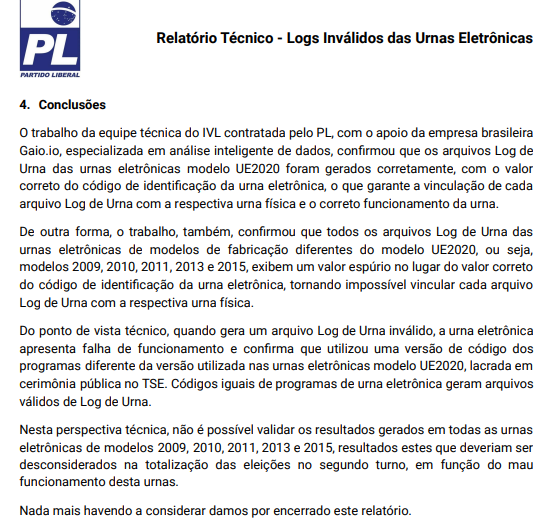 PL
PARTIDO LIBERAL
Relatório Técnico - Logs Inválidos das Urnas Eletrônicas
4. Conclusões
O trabalho da equipe técnica do IVL contratada pelo PL, com o apoio da empresa brasileira
Gaio.io, especializada em análise inteligente de dados, confirmou que os arquivos Log de
Urna das urnas eletrônicas modelo UE2020 foram gerados corretamente, com o valor
correto do código de identificação da urna eletrônica, o que garante a vinculação de cada
arquivo Log de Urna com a respectiva urna física e o correto funcionamento da urna.
De outra forma, o trabalho, também, confirmou que todos os arquivos Log de Urna das
urnas eletrônicas de modelos de fabricação diferentes do modelo UE2020, ou seja,
modelos 2009, 2010, 2011, 2013 e 2015, exibem um valor espúrio no lugar do valor correto
do código de identificação da urna eletrônica, tornando impossível vincular cada arquivo
Log de Urna com a respectiva urna física.
Do ponto de vista técnico, quando gera um arquivo Log de Urna inválido, a urna eletrônica
apresenta falha de funcionamento e confirma que utilizou uma versão de código dos
programas diferente da versão utilizada nas urnas eletrônicas modelo UE2020, lacrada em
cerimônia pública no TSE. Códigos iguais de programas de urna eletrônica geram arquivos
válidos de Log de Urna.
Nesta perspectiva técnica, não é possível validar os resultados gerados em todas as urnas
eletrônicas de modelos 2009, 2010, 2011, 2013 e 2015, resultados estes que deveriam ser
desconsiderados na totalização das eleições no segundo turno, em função do mau
funcionamento desta urnas.
Nada mais havendo a considerar damos por encerrado este relatório.